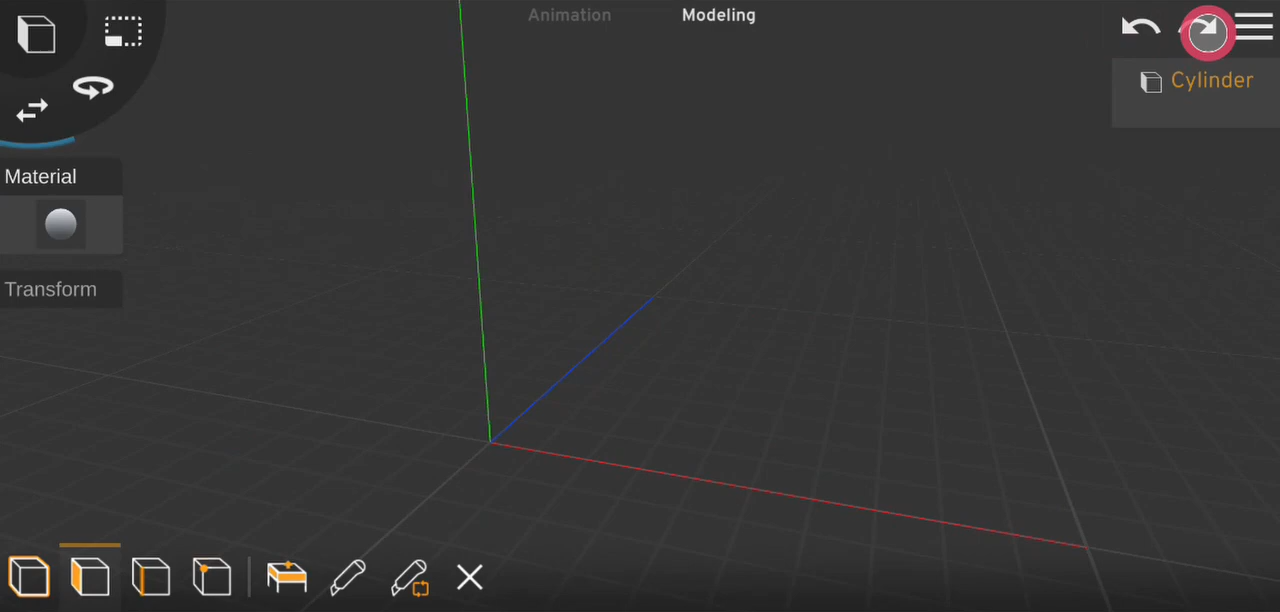 Animation
Modeling
Cylinder
Material
Transform